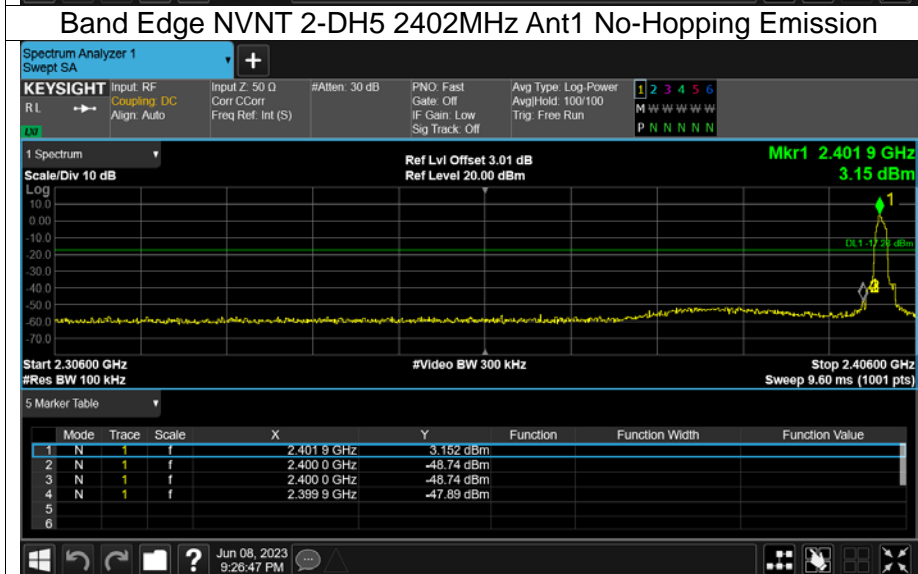 Band Edge NVNT 2-DH5 2402MHz Ant1 No-Hopping Emission
Spectrum Analyzer 1
Swept SA
+
KEYSIGHT Input: RF Input Z: 50 Ω #Atten: 30 dB PNO: Fast Avg Type: Log-Power 1 2 3 4 5 6
RL Coupling: DC Corr CCorr Gate: Off Avg|Hold: 100/100 M W W W W W
Align: Auto Freq Ref: Int (S) IF Gain: Low Trig: Free Run
LXI Sig Track: Off P N N N N N
1 Spectrum Ref Lvl Offset 3.01 dB Mkr1 2.401 9 GHz
Scale/Div 10 dB Ref Level 20.00 dBm 3.15 dBm
Log
10.0 1
0.00
-10.0
DL1 -17.28 dBm
-20.0
-30.0
-40.0
-50.0
-60.0
-70.0
Start 2.30600 GHz #Video BW 300 kHz Stop 2.40600 GHz
#Res BW 100 kHz Sweep 9.60 ms (1001 pts)
5 Marker Table
Mode Trace Scale X Y Function Function Width Function Value
1 N 1 f 2.401 9 GHz 3.152 dBm
2 N 1 f 2.400 0 GHz -48.74 dBm
3 N 1 f 2.400 0 GHz -48.74 dBm
4 N 1 f 2.399 9 GHz -47.89 dBm
5
6
? Jun 08, 2023
9:26:47 PM